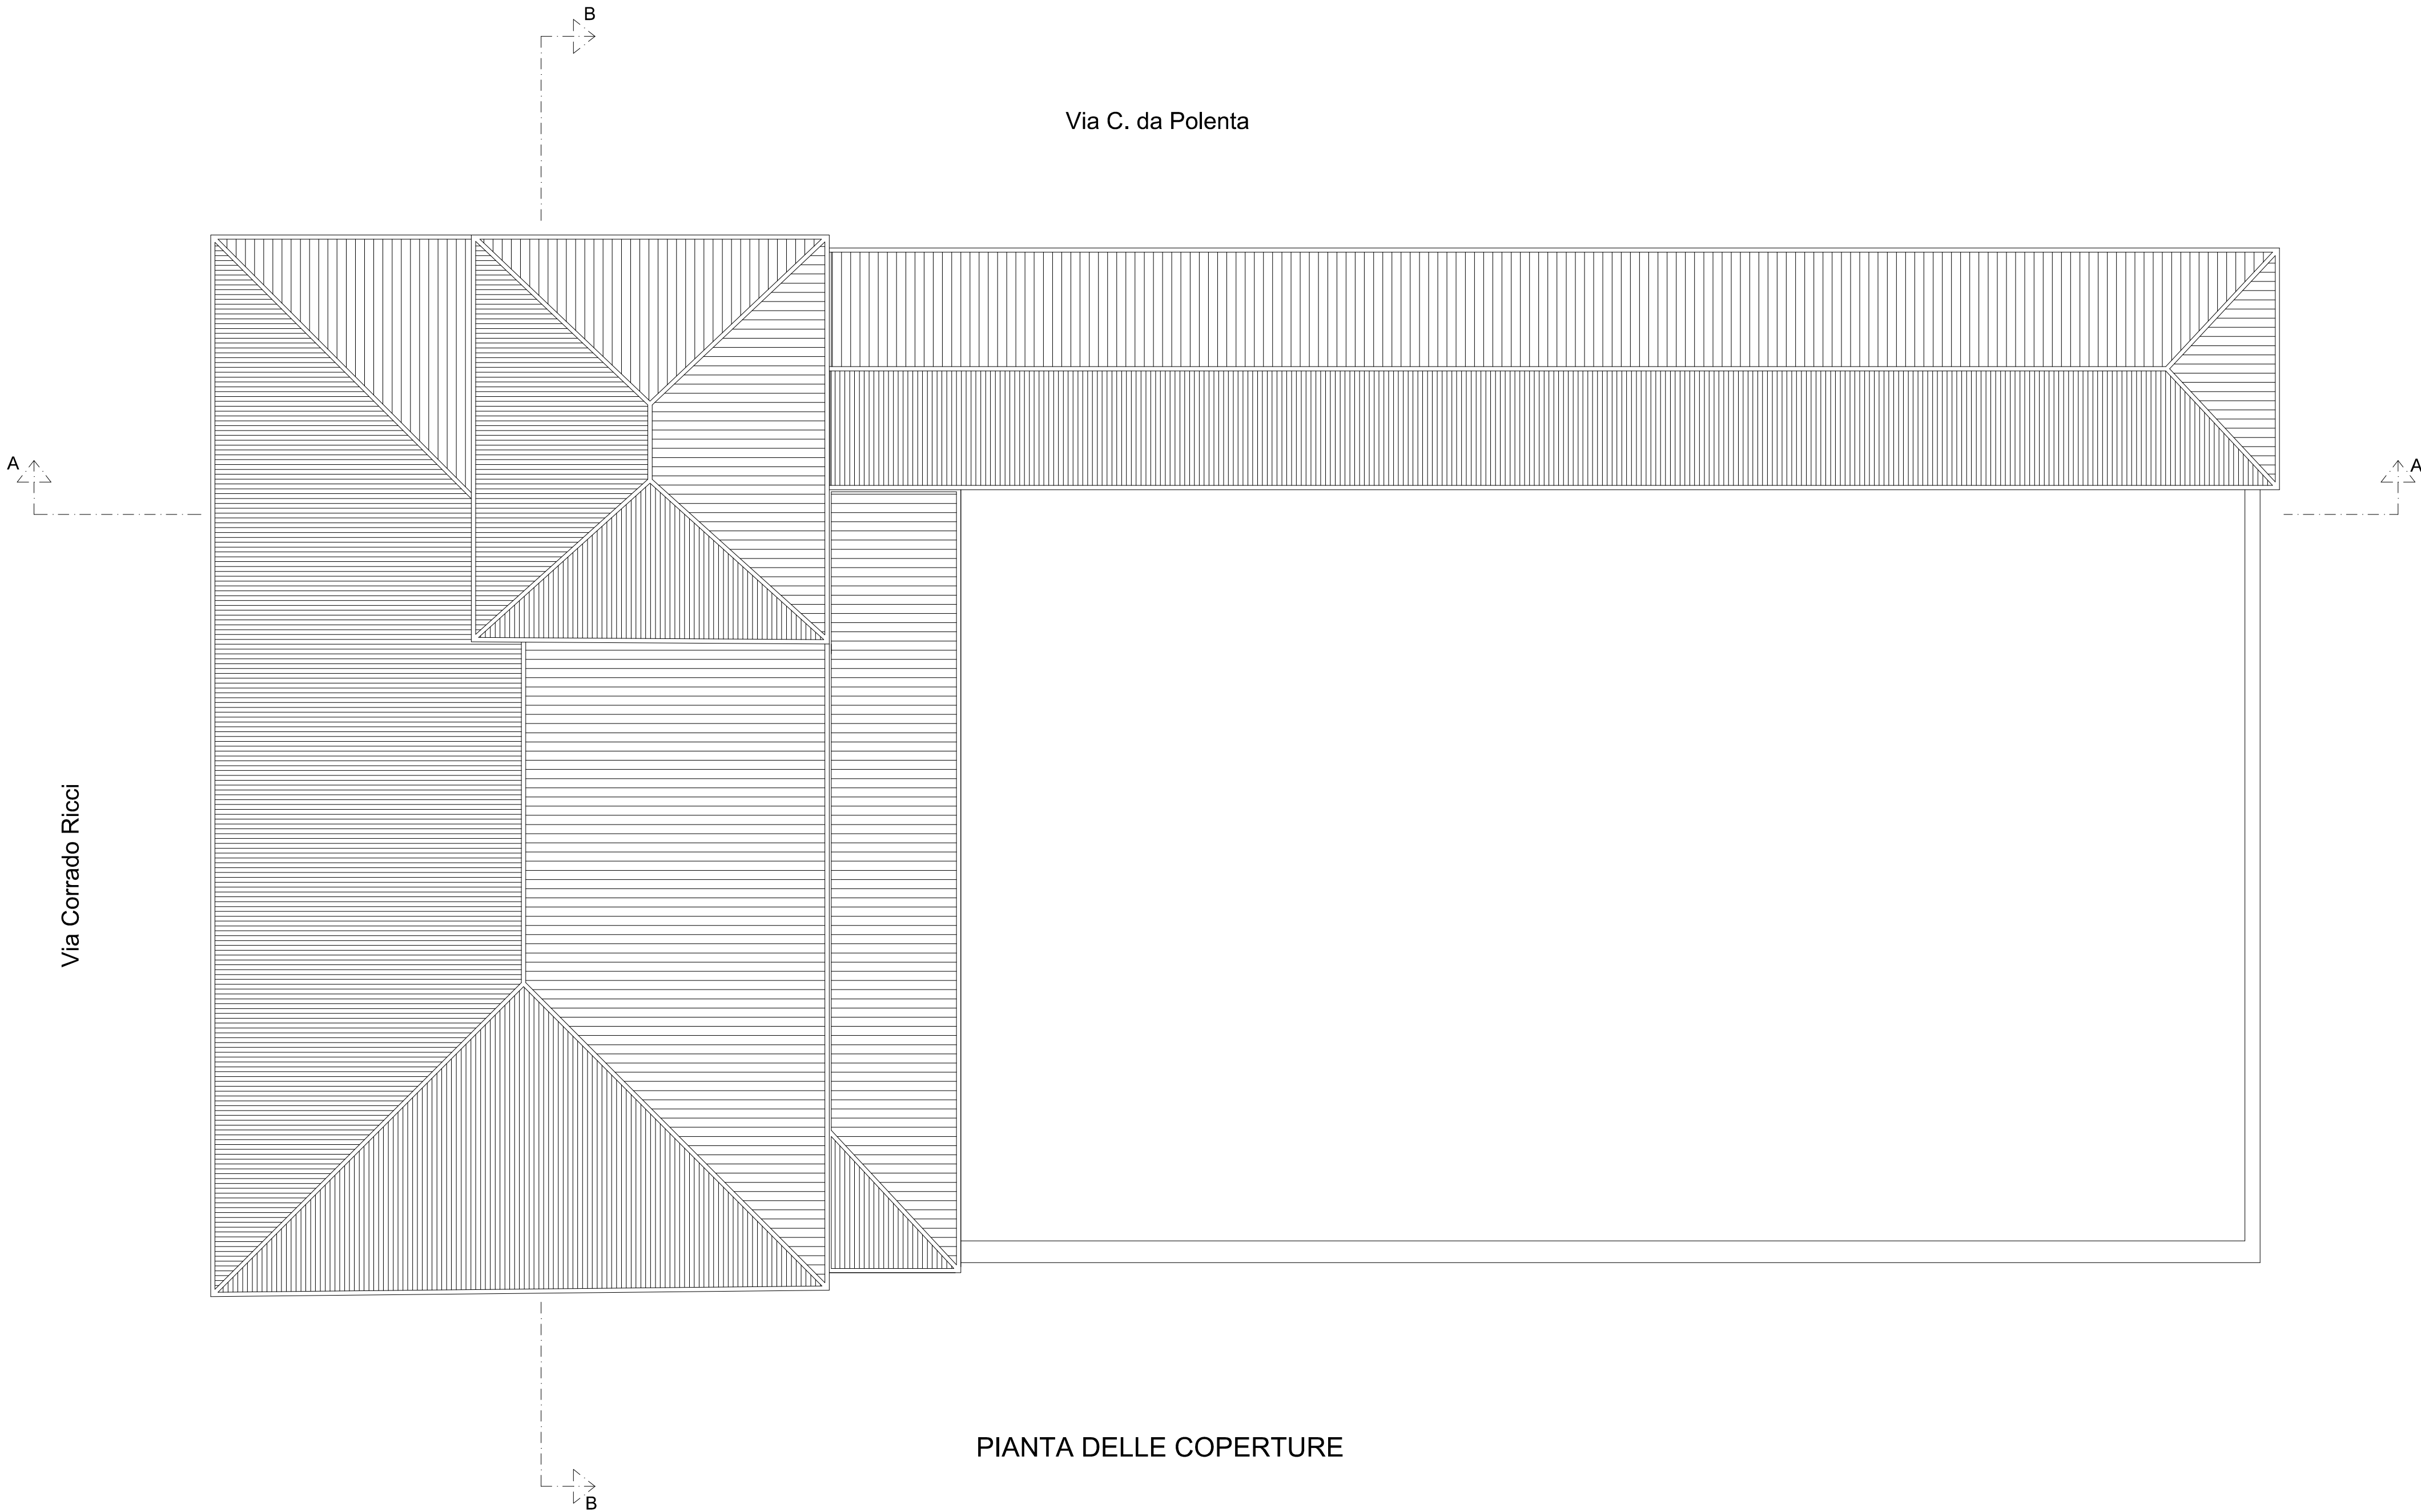 B
Via C. da Polenta
A
A
Via Corrado Ricci
PIANTA DELLE COPERTURE
B